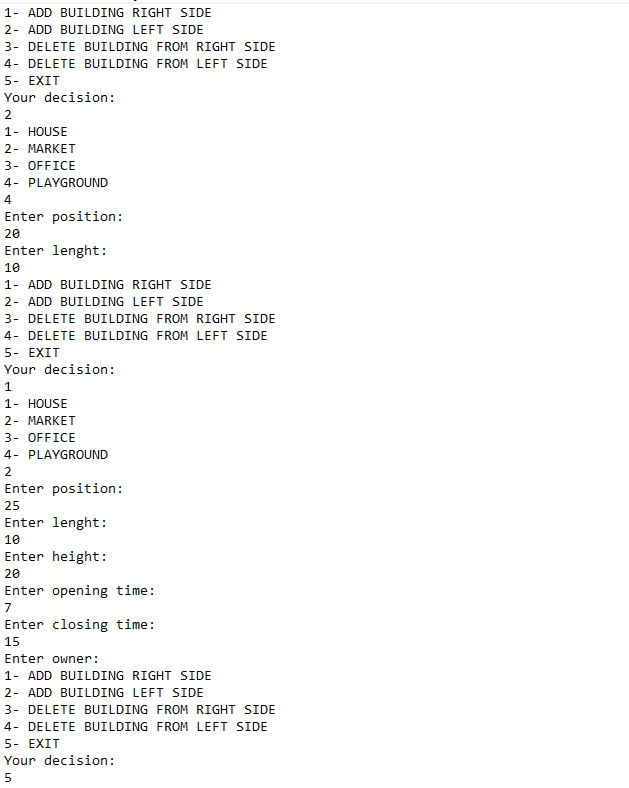 1- ADD BUILDING RIGHT SIDE
2- ADD BUILDING LEFT SIDE
3- DELETE BUILDING FROM RIGHT SIDE
4- DELETE BUILDING FROM LEFT SIDE
5- EXIT
Your decision:
2
1- HOUSE
2- MARKET
3- OFFICE
4- PLAYGROUND
4
Enter position:
20
Enter lenght:
10
1- ADD BUILDING RIGHT SIDE
2- ADD BUILDING LEFT SIDE
3- DELETE BUILDING FROM RIGHT SIDE
4- DELETE BUILDING FROM LEFT SIDE
5- EXIT
Your decision:
1
1- HOUSE
2- MARKET
3- OFFICE
4- PLAYGROUND
2
Enter position:
25
Enter lenght:
10
Enter height:
20
Enter opening time:
7
Enter closing time:
15
Enter owner:
1- ADD BUILDING RIGHT SIDE
2- ADD BUILDING LEFT SIDE
3- DELETE BUILDING FROM RIGHT SIDE
4- DELETE BUILDING FROM LEFT SIDE
5- EXIT
Your decision:
5